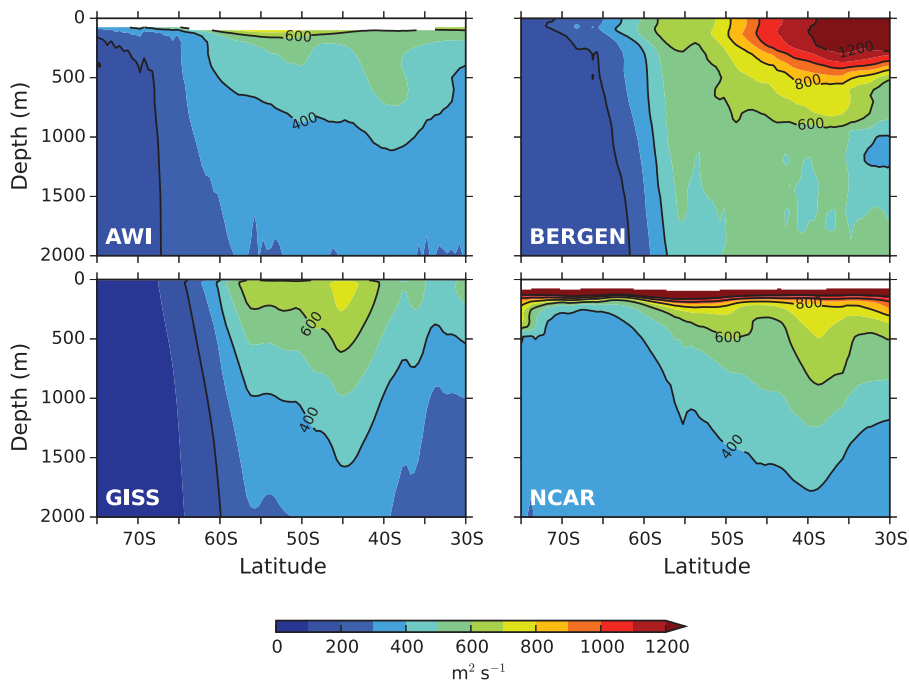 0
500
1000
1500
2000
Depth (m)
600
400
AWI
1200
800
600
BERGEN
0
500
1000
1500
2000
Depth (m)
600
400
GISS
70S 60S 50S 40S 30S
Latitude
800
600
400
NCAR
70S 60S 50S 40S 30S
Latitude
0 200 400 600 800 1000 1200
m² s⁻¹